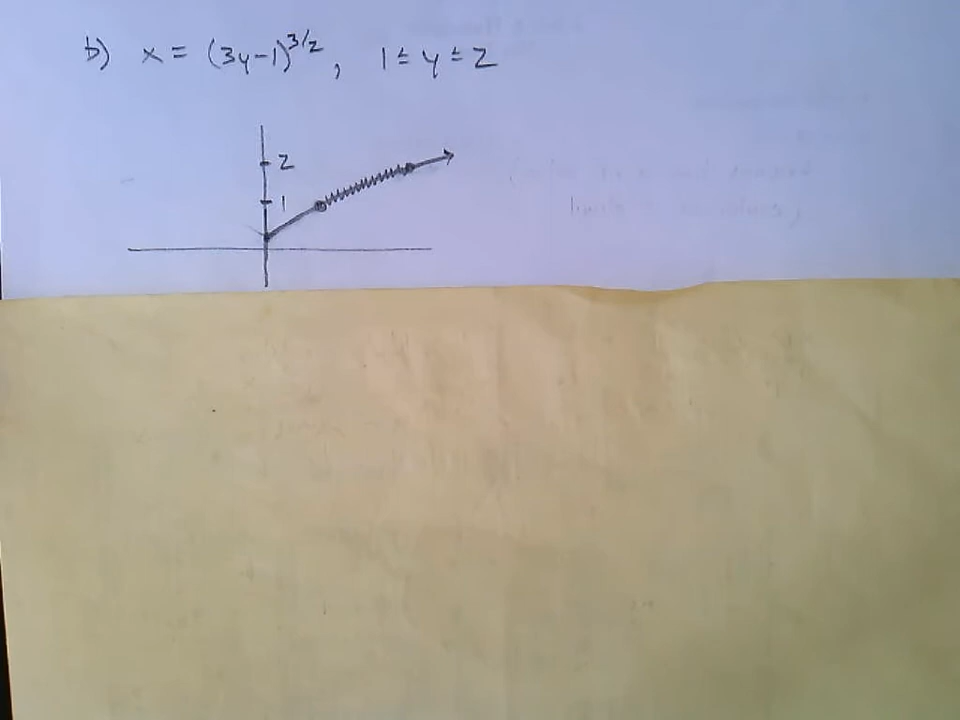 b) x = (3y-1)^3/2, 1 ≤ y ≤ 2
2
1